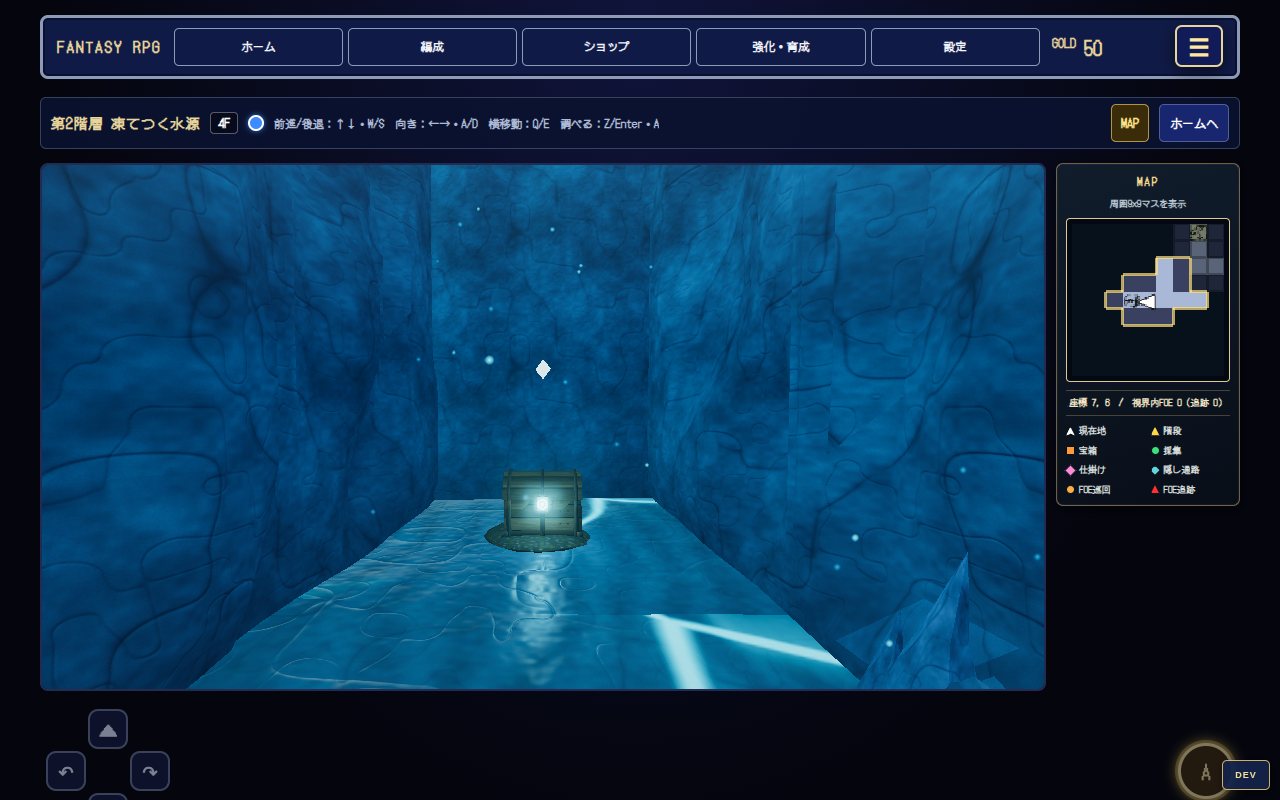 FANTASY RPG
ホーム
編成
ショップ
強化・育成
設定
GOLD 50
第2階層 凍てつく水源
4F
前進/後退：↑↓・W/S 向き：←→・A/D 横移動：Q/E 調べる：Z/Enter・A
MAP
ホームへ
MAP
周囲9x9マスを表示
座標 7, 6 / 視界内FOE 0（追跡 0）
現在地
階段
宝箱
採集
仕掛け
隠し通路
FOE巡回
FOE追跡
A
DEV